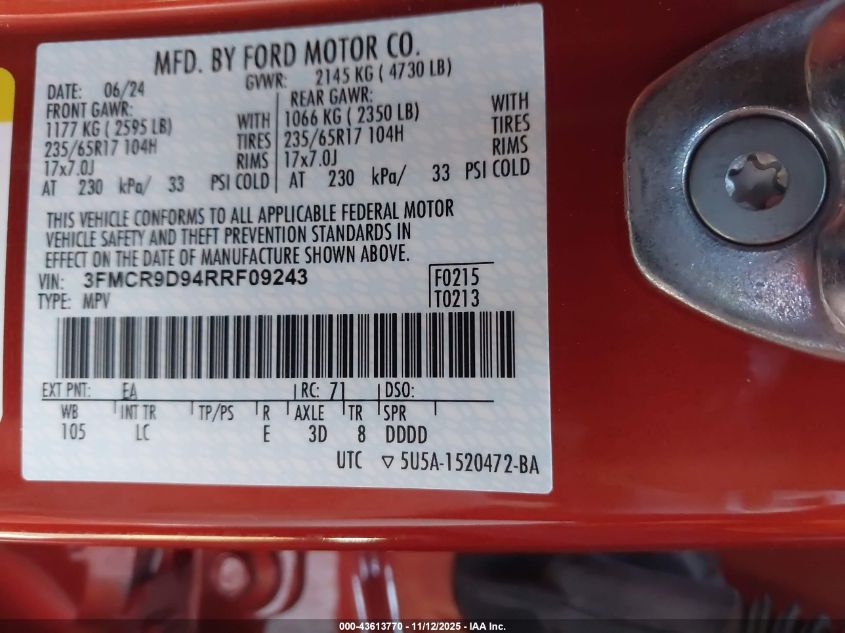 MFD. BY FORD MOTOR CO.
DATE: 06/24 GVWR: 2145 KG ( 4730 LB)
FRONT GAWR: REAR GAWR:
1177 KG ( 2595 LB) WITH 1066 KG ( 2350 LB) WITH
235/65R17 104H TIRES 235/65R17 104H TIRES
17x7.0J RIMS 17x7.0J RIMS
AT 230 kPa/ 33 PSI COLD AT 230 kPa/ 33 PSI COLD
THIS VEHICLE CONFORMS TO ALL APPLICABLE FEDERAL MOTOR
VEHICLE SAFETY AND THEFT PREVENTION STANDARDS IN
EFFECT ON THE DATE OF MANUFACTURE SHOWN ABOVE.
VIN: 3FMCR9D94RRF09243 F0215
TYPE: MPV T0213
EXT PNT: EA RC: 71 DSO:
WB INT TR TP/PS R AXLE TR SPR
105 LC E 3D 8 DDDD
UTC ▽ 5U5A-1520472-BA
000-43613770 - 11/12/2025 - IAA Inc.